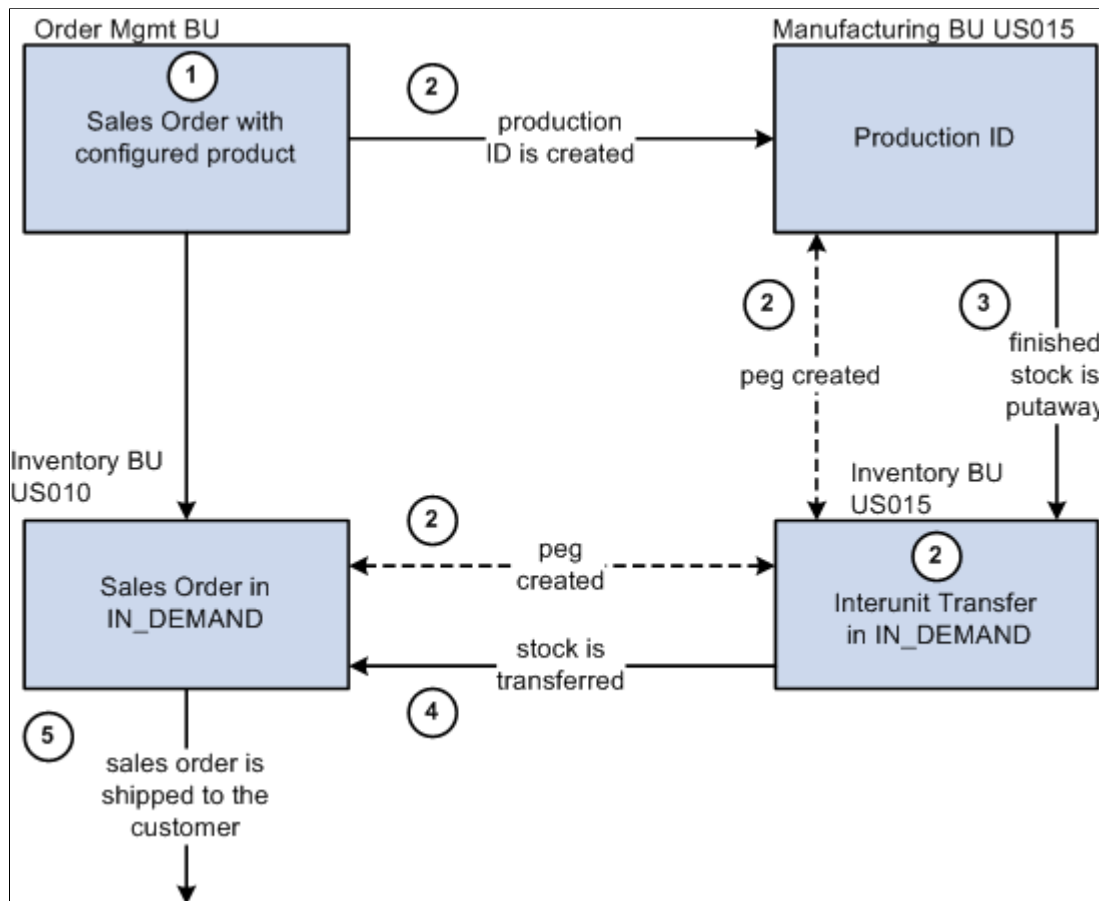 Order Mgmt BU
Manufacturing BU US015
1
Sales Order with
configured product
2
production
ID is created
Production ID
2
peg created
3
finished
stock is
putaway
Inventory BU
US010
Inventory BU
US015
2
peg
created
Sales Order in
IN_DEMAND
2
Interunit Transfer
in IN_DEMAND
stock is
transferred
4
5
sales order is
shipped to the
customer